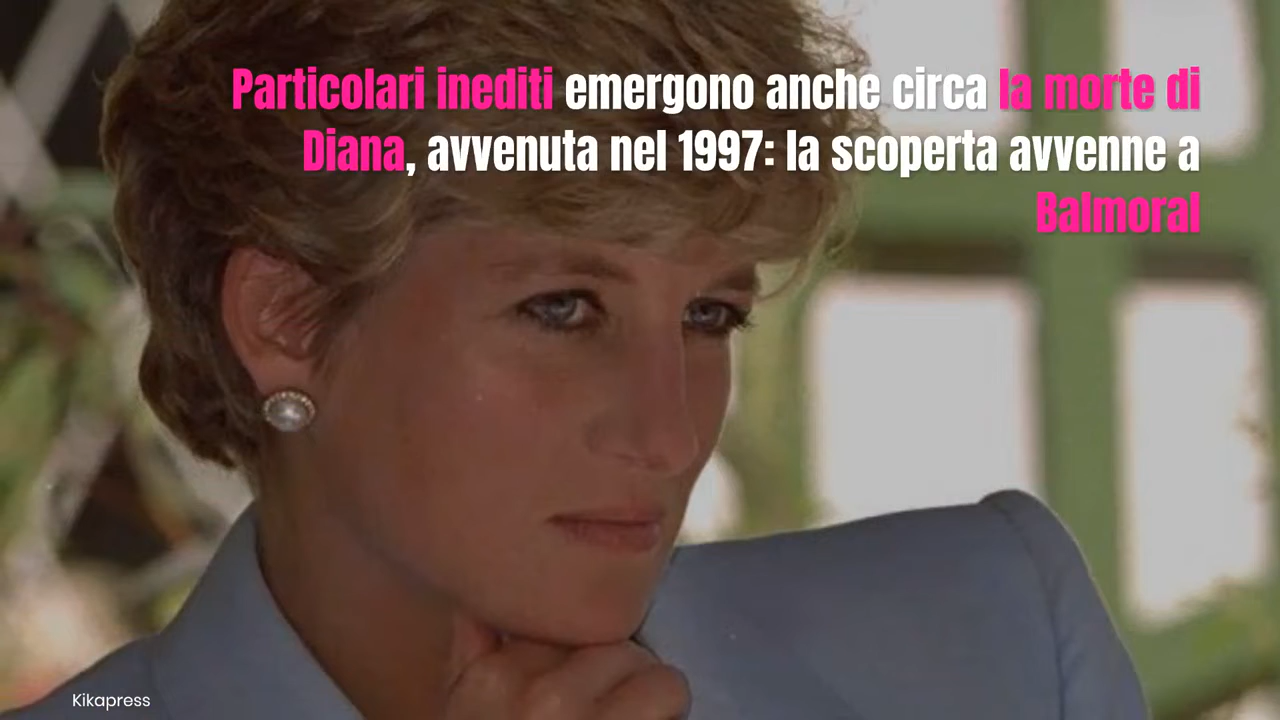 Particolari inediti emergono anche circa la morte di
Diana, avvenuta nel 1997: la scoperta avvenne a
Balmoral
Kikapress